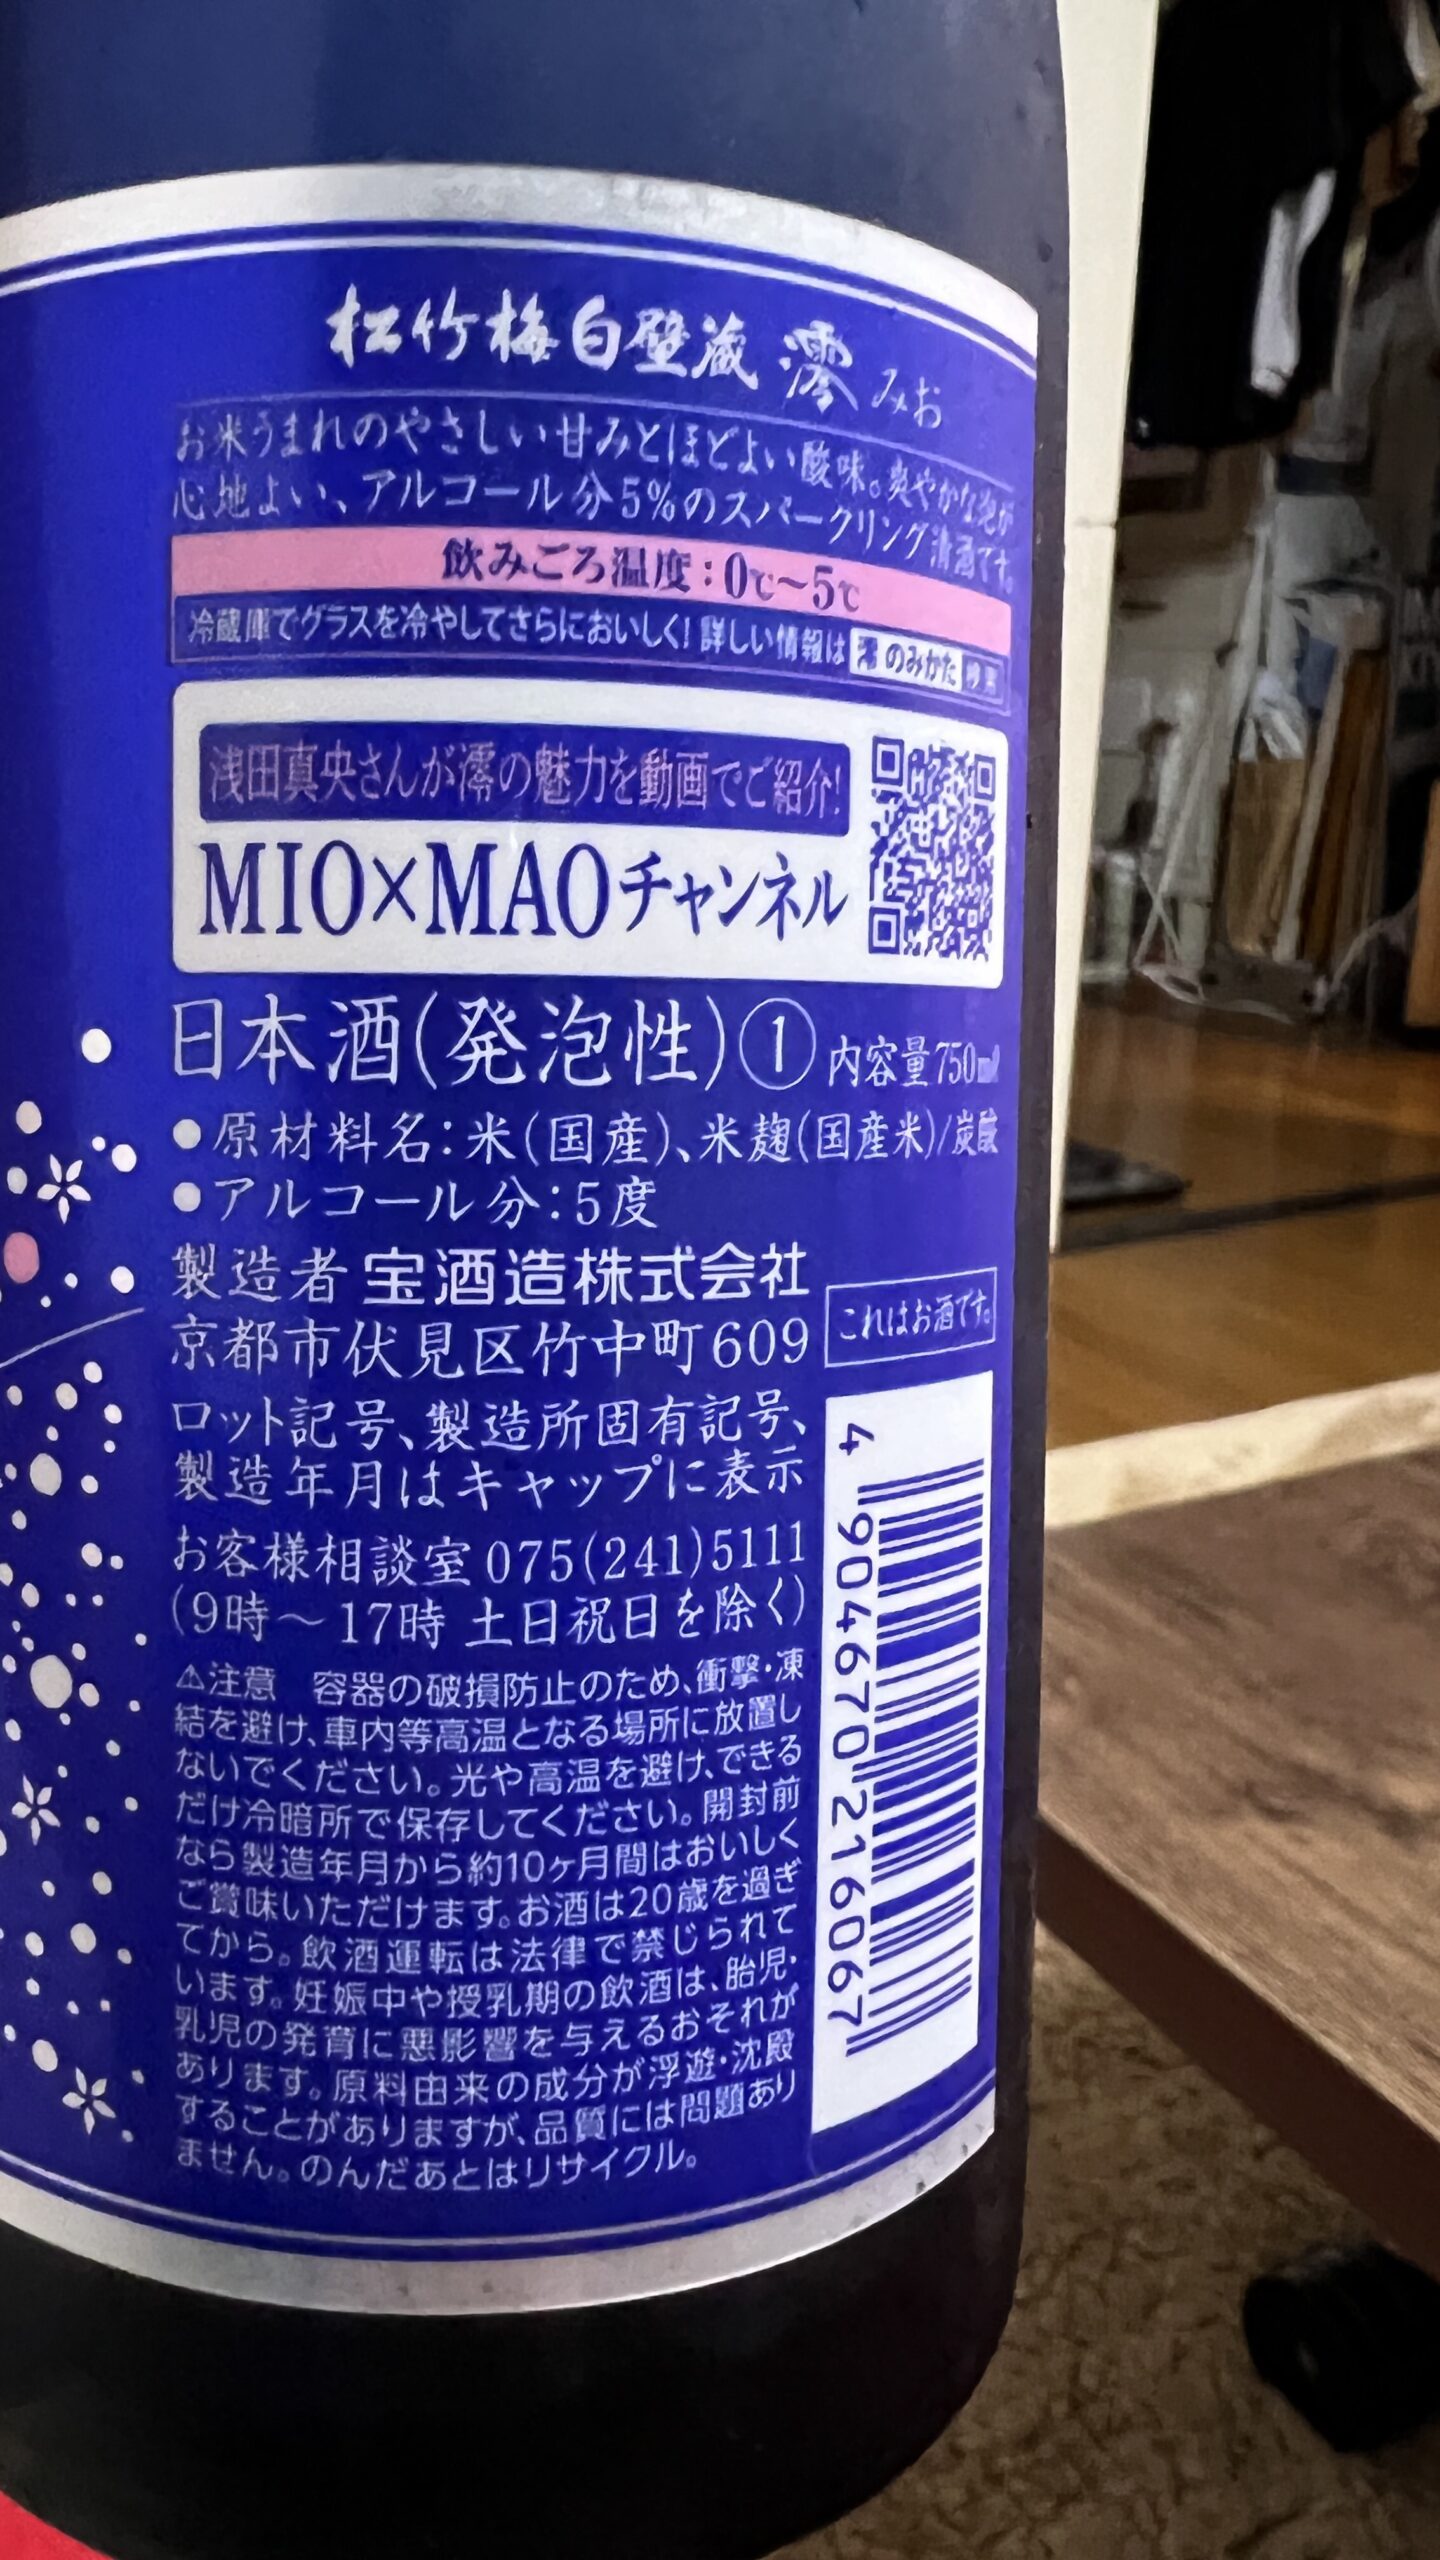 松竹梅白壁蔵 澪 みお
お米うまれのやさしい甘みとほどよい酸味。爽やかな泡が
心地よい、アルコール分5%のスパークリング清酒です。
飲みごろ温度：0℃～5℃
冷蔵庫でグラスを冷やしてさらにおいしく! 詳しい情報は 澪 のみかた 検索
浅田真央さんが澪の魅力を動画でご紹介!
MIO×MAOチャンネル
日本酒(発泡性)① 内容量750ml
●原材料名：米(国産)、米麹(国産米)/炭酸
●アルコール分：5度
製造者 宝酒造株式会社
京都市伏見区竹中町609
これはお酒です。
ロット記号、製造所固有記号、
製造年月はキャップに表示
お客様相談室 075(241)5111
(9時～17時 土日祝日を除く)
⚠注意 容器の破損防止のため、衝撃・凍
結を避け、車内等高温となる場所に放置し
ないでください。光や高温を避け、できる
だけ冷暗所で保存してください。開封前
なら製造年月から約10ヶ月間はおいしく
ご賞味いただけます。お酒は20歳を過ぎ
てから。飲酒運転は法律で禁じられて
います。妊娠中や授乳期の飲酒は、胎児・
乳児の発育に悪影響を与えるおそれが
あります。原料由来の成分が浮遊・沈殿
することがありますが、品質には問題あり
ません。のんだあとはリサイクル。
4 904670 216067